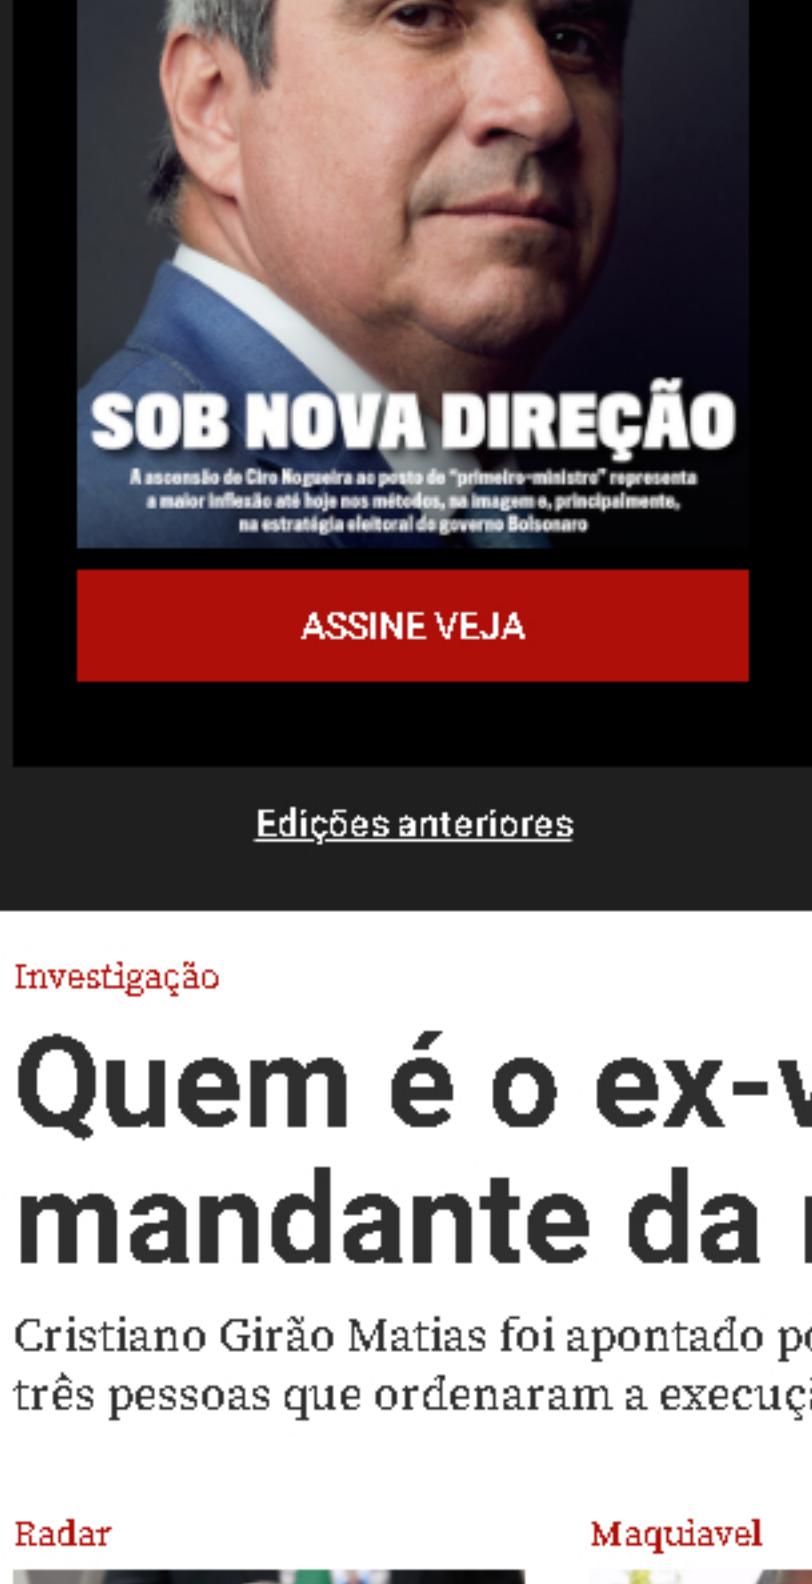 SOB NOVA DIREÇÃO
A ascensão de Ciro Nogueira ao posto de "primeiro-ministro" representa
a maior inflexão até hoje nos métodos, na imagem e, principalmente,
na estratégia eleitoral do governo Bolsonaro
ASSINE VEJA
Edições anteriores
Investigação
Quem é o ex-
mandante da
Cristiano Girão Matias foi apontado
três pessoas que ordenaram a
Radar
Maquiavel